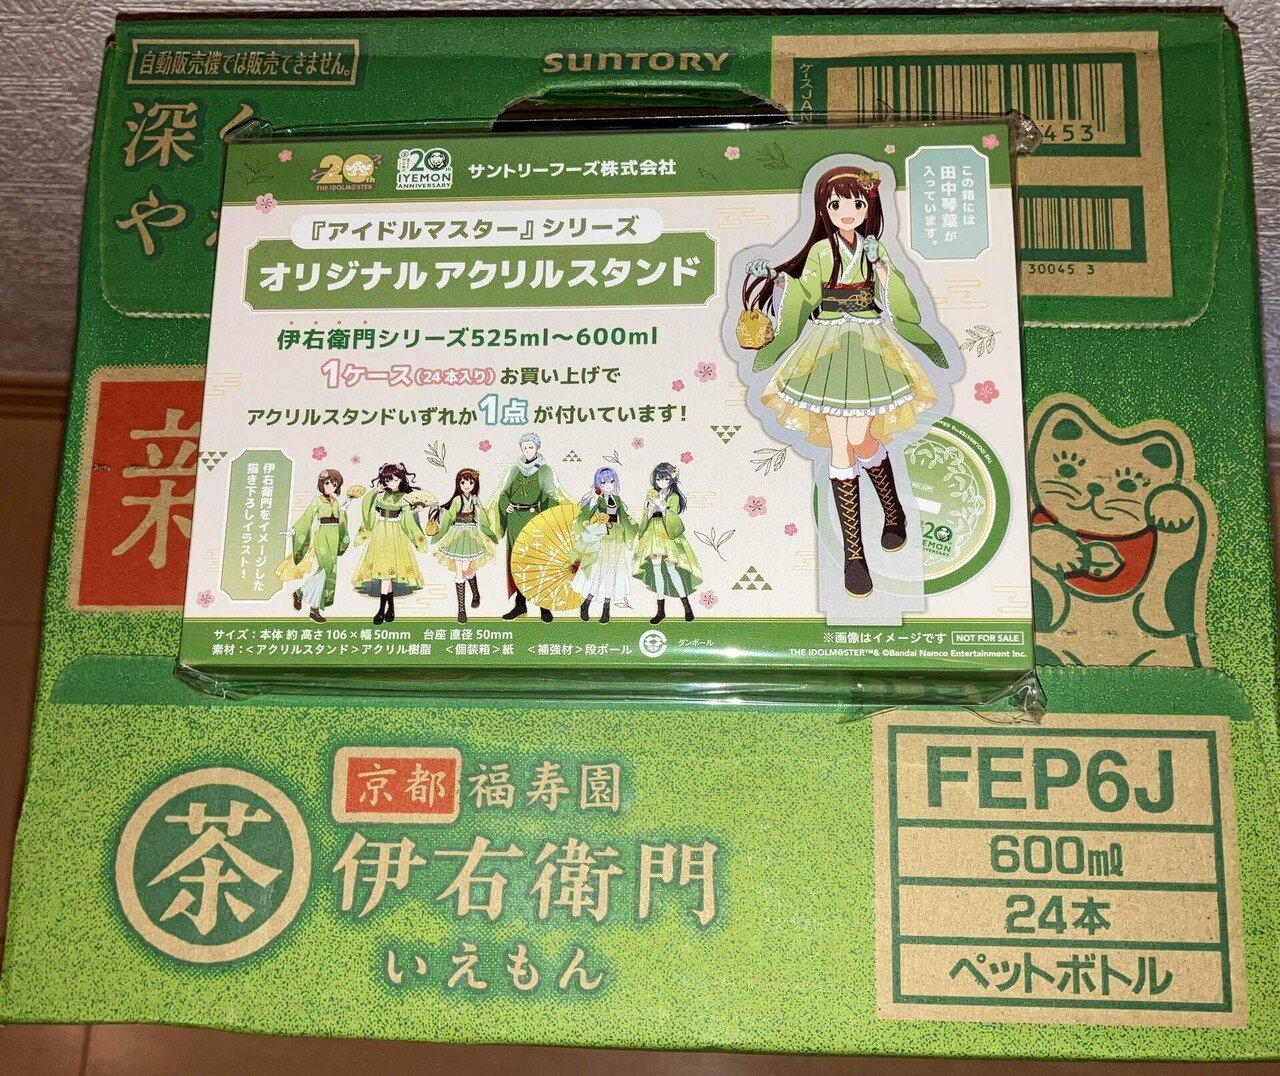 自動販売機では販売できません。
SUNTORY
ケースJAN
453
30045 3
深
や
新
20th
THE IDOLM@STER
20th
IYEMON
ANNIVERSARY
サントリーフーズ株式会社
『アイドルマスター』シリーズ
オリジナル アクリルスタンド
伊右衛門シリーズ525ml〜600ml
1ケース(24本入り)お買い上げで
アクリルスタンドいずれか1点が付いています!
この箱には
田中琴葉が
入っています。
伊右衛門をイメージした
描き下ろしイラスト!
20
IYEMON
ANNIVERSARY
サイズ:本体 約 高さ106×幅50mm 台座 直径50mm
素材:<アクリルスタンド>アクリル樹脂 <個装箱>紙 <補強材>段ボール
ダンボール
※画像はイメージです NOT FOR SALE
THE IDOLM@STER™& ©Bandai Namco Entertainment Inc.
茶
京都 福寿園
伊右衛門
いえもん
FEP6J
600ml
24本
ペットボトル